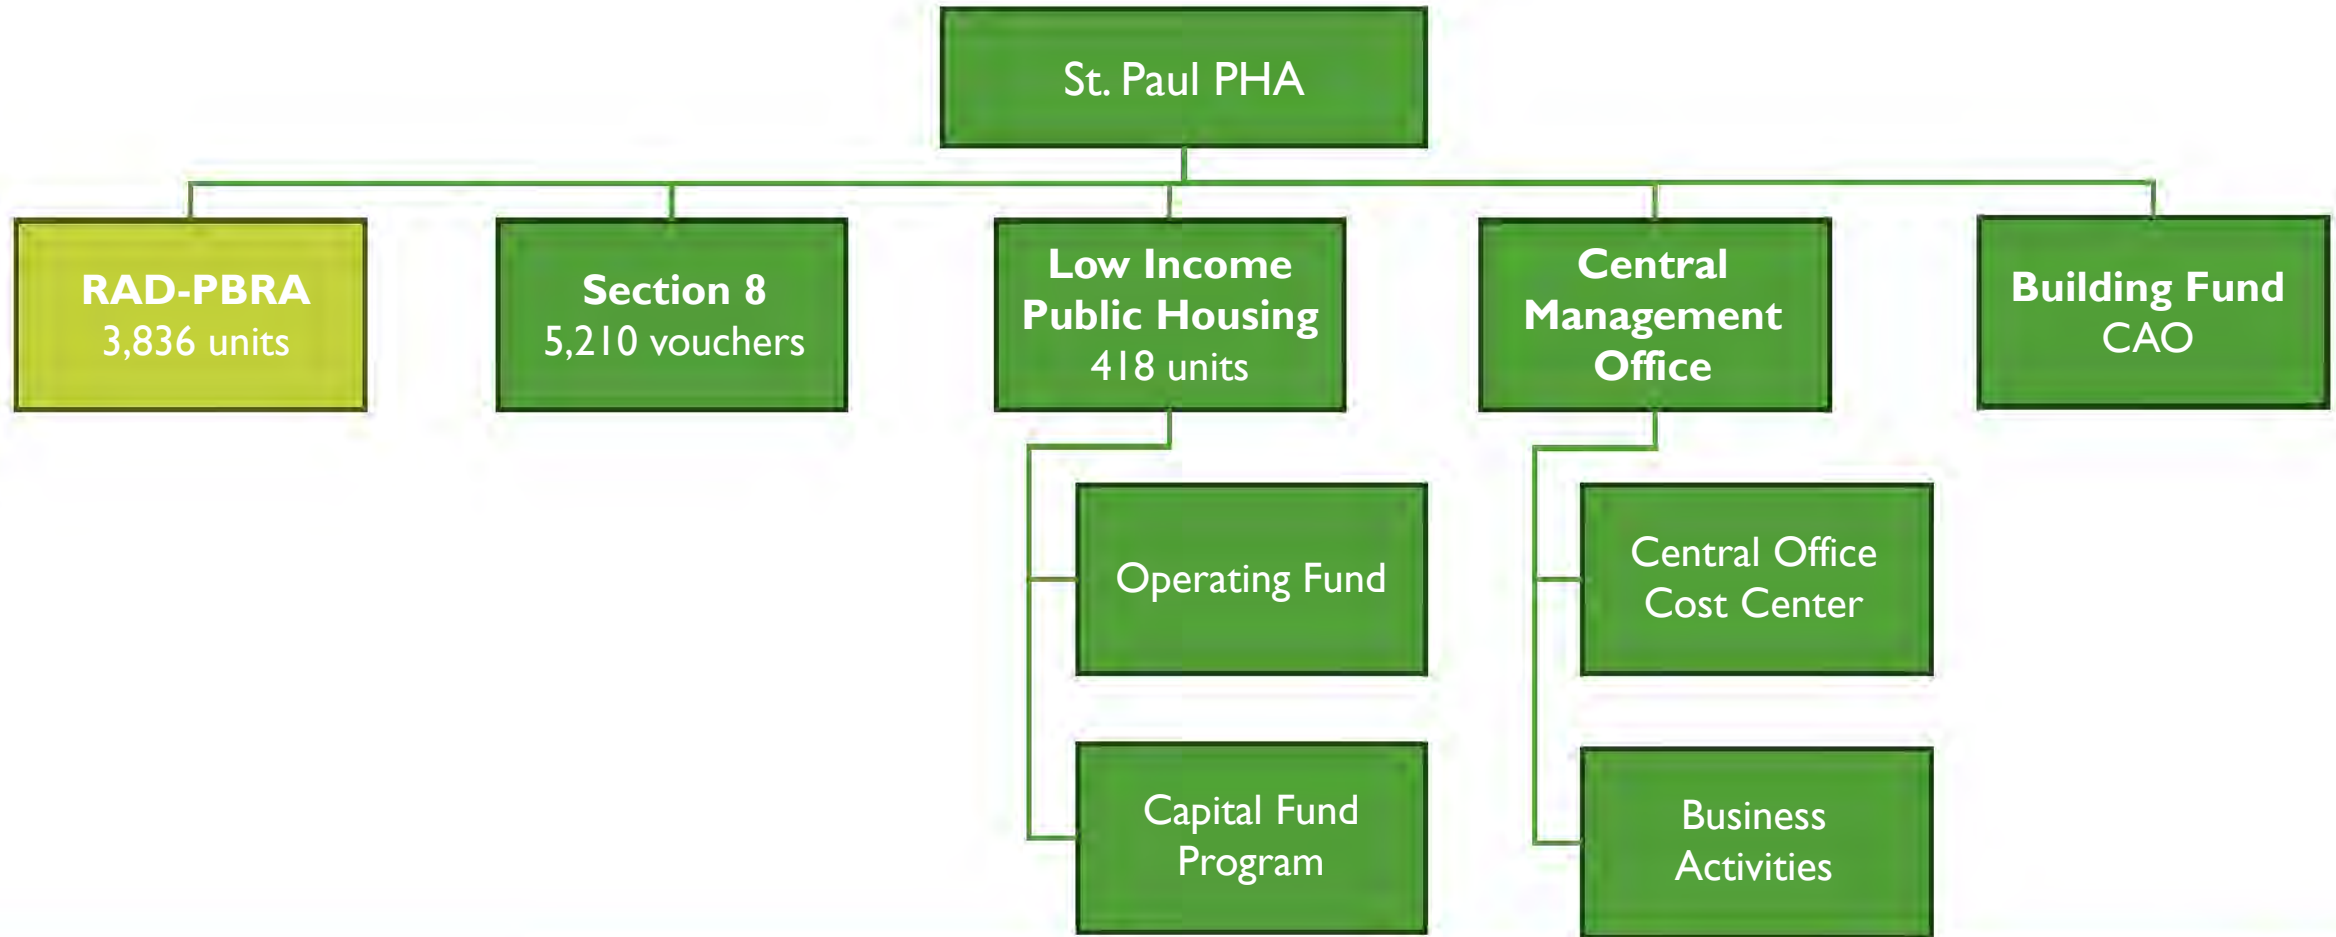 St. Paul PHA
RAD-PBRA
3,836 units
Section 8
5,210 vouchers
Low Income
Public Housing
418 units
Central
Management
Office
Building Fund
CAO
Operating Fund
Central Office
Cost Center
Capital Fund
Program
Business
Activities